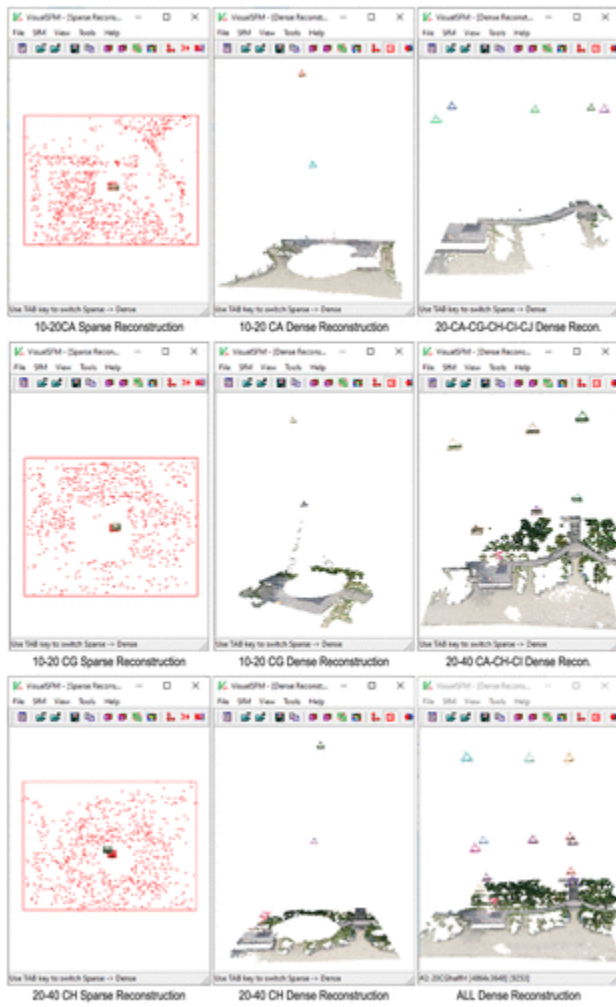 VisualSFM - [Sparse Recons... VisualSFM - [Dense Reconst... VisualSFM - [Dense Reconst...
File SfM View Tools Help File SfM View Tools Help File SfM View Tools Help
Use TAB key to switch Sparse -> Dense Use TAB key to switch Sparse -> Dense Use TAB key to switch Sparse -> Dense
10-20CA Sparse Reconstruction 10-20 CA Dense Reconstruction 20-CA-CG-CH-CI-CJ Dense Recon.
VisualSFM - [Sparse Recons... VisualSFM - [Dense Reconst... VisualSFM - [Dense Reconst...
File SfM View Tools Help File SfM View Tools Help File SfM View Tools Help
Use TAB key to switch Sparse -> Dense Use TAB key to switch Sparse -> Dense Use TAB key to switch Sparse -> Dense
10-20 CG Sparse Reconstruction 10-20 CG Dense Reconstruction 20-40 CA-CH-CI Dense Recon.
VisualSFM - [Sparse Recons... VisualSFM - [Dense Reconst... VisualSFM - [Dense Reconst...
File SfM View Tools Help File SfM View Tools Help File SfM View Tools Help
Use TAB key to switch Sparse -> Dense Use TAB key to switch Sparse -> Dense
20-40 CH Sparse Reconstruction 20-40 CH Dense Reconstruction ALL Dense Reconstruction